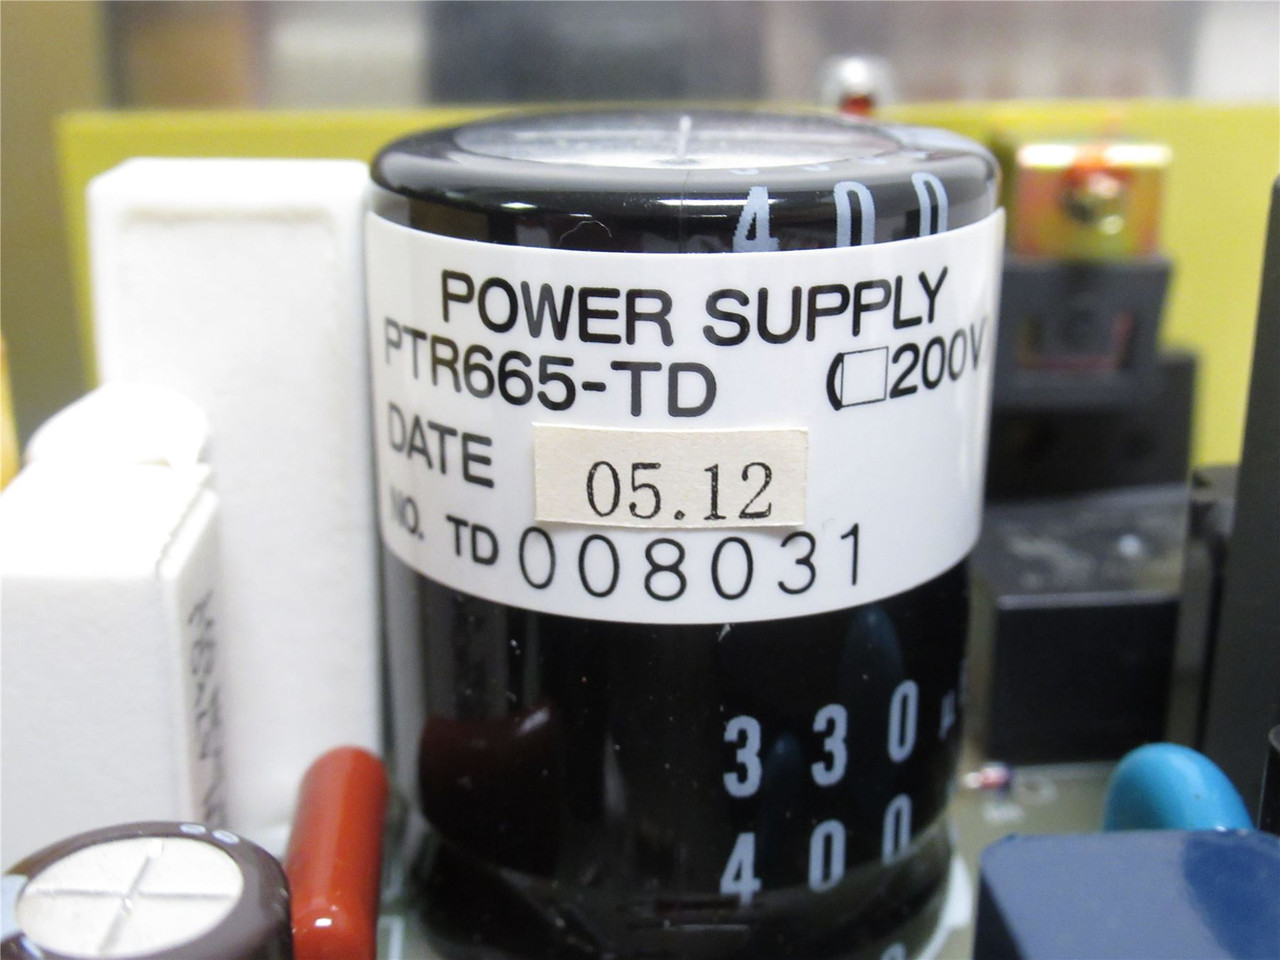 400
POWER SUPPLY
PTR665-TD □200V
DATE 05.12
NO. TD 008031
330 μ
400